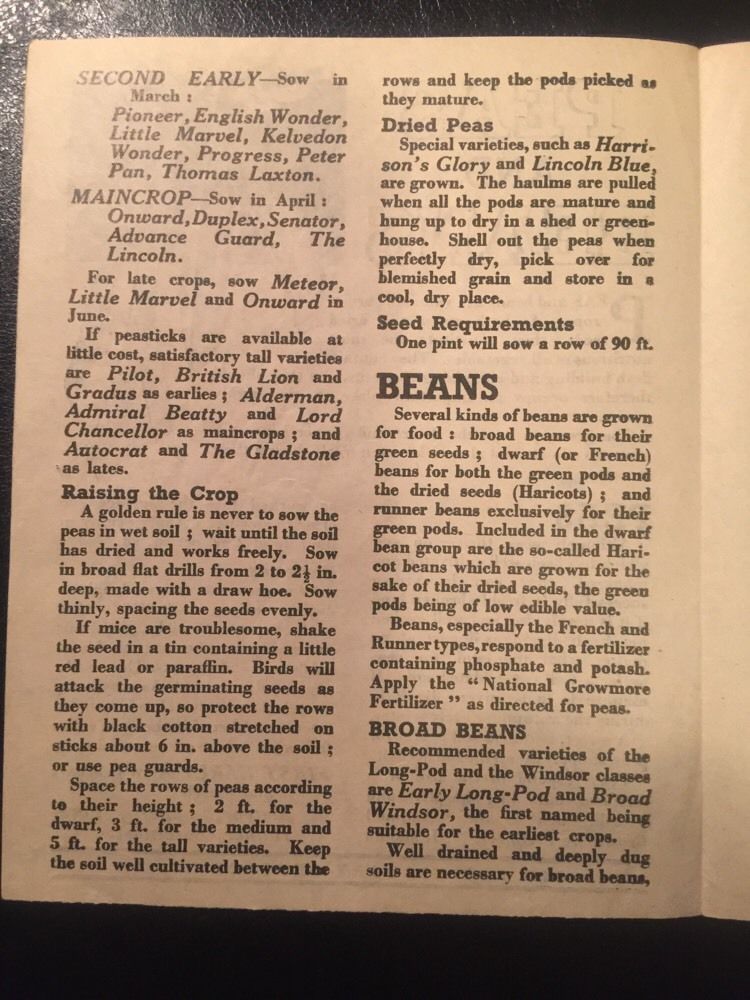 SECOND EARLY—Sow in
March :
Pioneer, English Wonder,
Little Marvel, Kelvedon
Wonder, Progress, Peter
Pan, Thomas Laxton.
MAINCROP—Sow in April :
Onward, Duplex, Senator,
Advance Guard, The
Lincoln.
For late crops, sow Meteor,
Little Marvel and Onward in
June.
If peasticks are available at
little cost, satisfactory tall varieties
are Pilot, British Lion and
Gradus as earlies ; Alderman,
Admiral Beatty and Lord
Chancellor as maincrops ; and
Autocrat and The Gladstone
as lates.
Raising the Crop
A golden rule is never to sow the
peas in wet soil ; wait until the soil
has dried and works freely. Sow
in broad flat drills from 2 to 2½ in.
deep, made with a draw hoe. Sow
thinly, spacing the seeds evenly.
If mice are troublesome, shake
the seed in a tin containing a little
red lead or paraffin. Birds will
attack the germinating seeds as
they come up, so protect the rows
with black cotton stretched on
sticks about 6 in. above the soil ;
or use pea guards.
Space the rows of peas according
to their height ; 2 ft. for the
dwarf, 3 ft. for the medium and
5 ft. for the tall varieties. Keep
the soil well cultivated between the
rows and keep the pods picked as
they mature.
Dried Peas
Special varieties, such as Harri-
son's Glory and Lincoln Blue,
are grown. The haulms are pulled
when all the pods are mature and
hung up to dry in a shed or green-
house. Shell out the peas when
perfectly dry, pick over for
blemished grain and store in a
cool, dry place.
Seed Requirements
One pint will sow a row of 90 ft.
BEANS
Several kinds of beans are grown
for food : broad beans for their
green seeds ; dwarf (or French)
beans for both the green pods and
the dried seeds (Haricots) ; and
runner beans exclusively for their
green pods. Included in the dwarf
bean group are the so-called Hari-
cot beans which are grown for the
sake of their dried seeds, the green
pods being of low edible value.
Beans, especially the French and
Runner types, respond to a fertilizer
containing phosphate and potash.
Apply the “ National Growmore
Fertilizer ” as directed for peas.
BROAD BEANS
Recommended varieties of the
Long-Pod and the Windsor classes
are Early Long-Pod and Broad
Windsor, the first named being
suitable for the earliest crops.
Well drained and deeply dug
soils are necessary for broad beans,